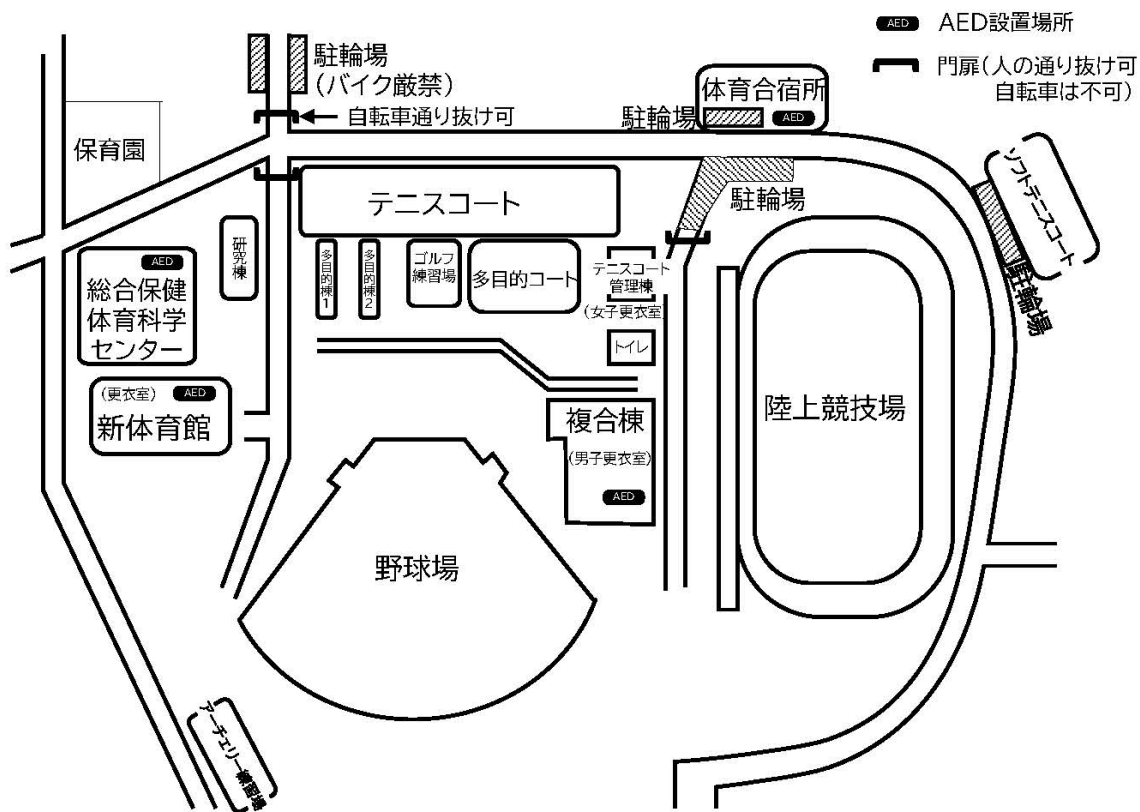 AED AED設置場所
門扉(人の通り抜け可
自転車は不可)
駐輪場
(バイク厳禁)
自転車通り抜け可
体育合宿所
駐輪場
AED
保育園
テニスコート
駐輪場
ソフトテニスコート
駐輪場
研究棟
多目的棟1
多目的棟2
ゴルフ
練習場
多目的コート
テニスコート
管理棟
(女子更衣室)
トイレ
AED
総合保健
体育科学
センター
(更衣室)
AED
新体育館
複合棟
(男子更衣室)
AED
陸上競技場
野球場
アーチェリー練習場